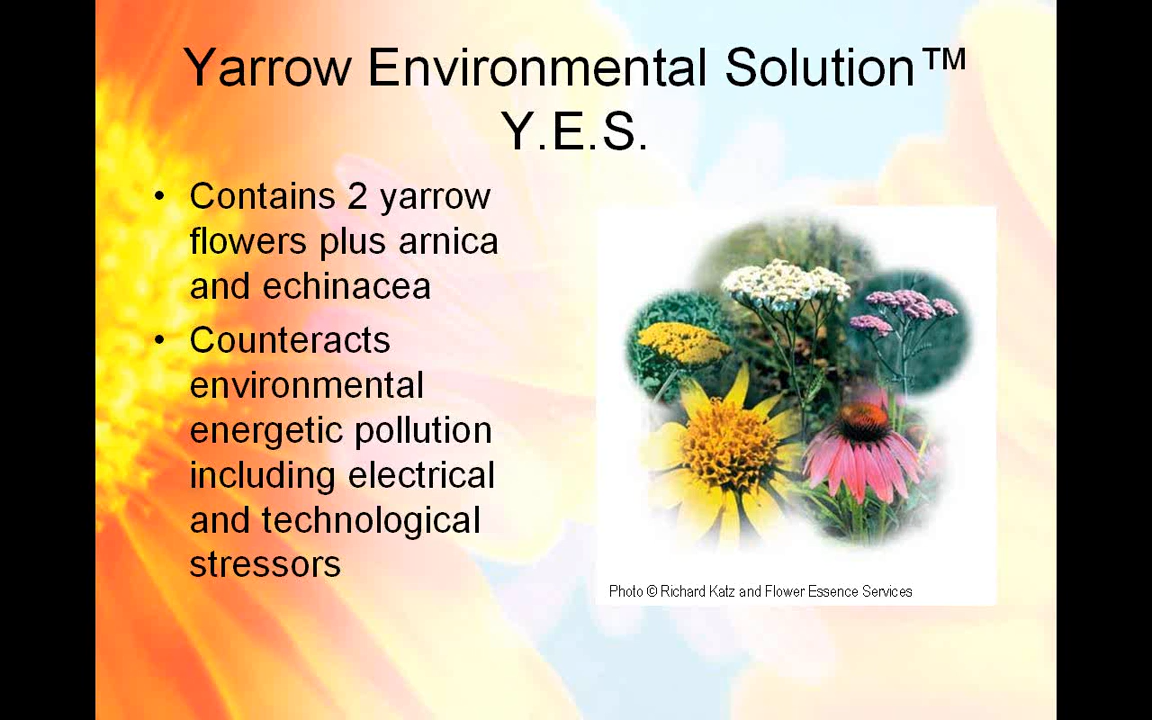 Yarrow Environmental Solution™
Y.E.S.
• Contains 2 yarrow
flowers plus arnica
and echinacea
• Counteracts
environmental
energetic pollution
including electrical
and technological
stressors
Photo © Richard Katz and Flower Essence Services